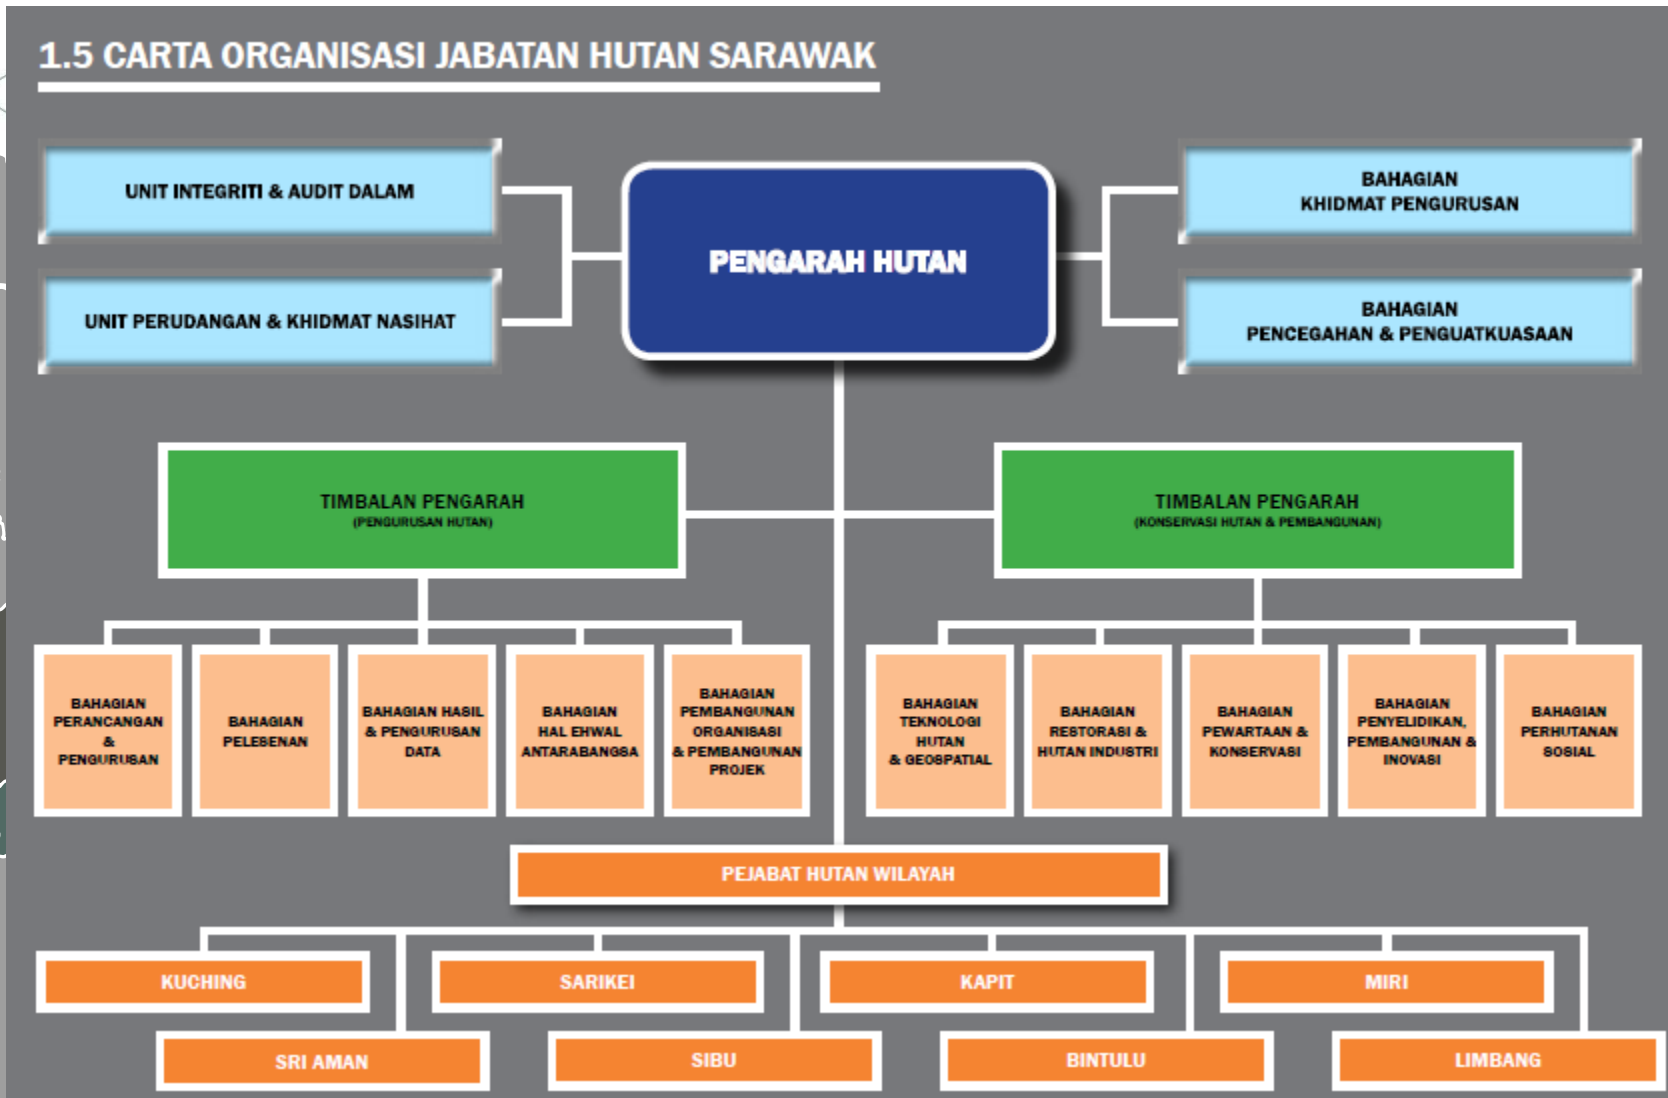 1.5 CARTA ORGANISASI JABATAN HUTAN SARAWAK
UNIT INTEGRITI & AUDIT DALAM
UNIT PERUDANGAN & KHIDMAT NASIHAT
PENGARAH HUTAN
BAHAGIAN
KHIDMAT PENGURUSAN
BAHAGIAN
PENCEGAHAN & PENGUATKUASAAN
TIMBALAN PENGARAH
(PENGURUSAN HUTAN)
TIMBALAN PENGARAH
(KONSERVASI HUTAN & PEMBANGUNAN)
BAHAGIAN
PERANCANGAN
&
PENGURUSAN
BAHAGIAN
PELESENAN
BAHAGIAN HASIL
& PENGURUSAN
DATA
BAHAGIAN
HAL EHWAL
ANTARABANGSA
BAHAGIAN
PEMBANGUNAN
ORGANISASI
& PEMBANGUNAN
PROJEK
BAHAGIAN
TEKNOLOGI
HUTAN
& GEOSPATIAL
BAHAGIAN
RESTORASI &
HUTAN INDUSTRI
BAHAGIAN
PEWARTAAN &
KONSERVASI
BAHAGIAN
PENYELIDIKAN,
PEMBANGUNAN &
INOVASI
BAHAGIAN
PERHUTANAN
SOSIAL
PEJABAT HUTAN WILAYAH
KUCHING
SARIKEI
KAPIT
MIRI
SRI AMAN
SIBU
BINTULU
LIMBANG